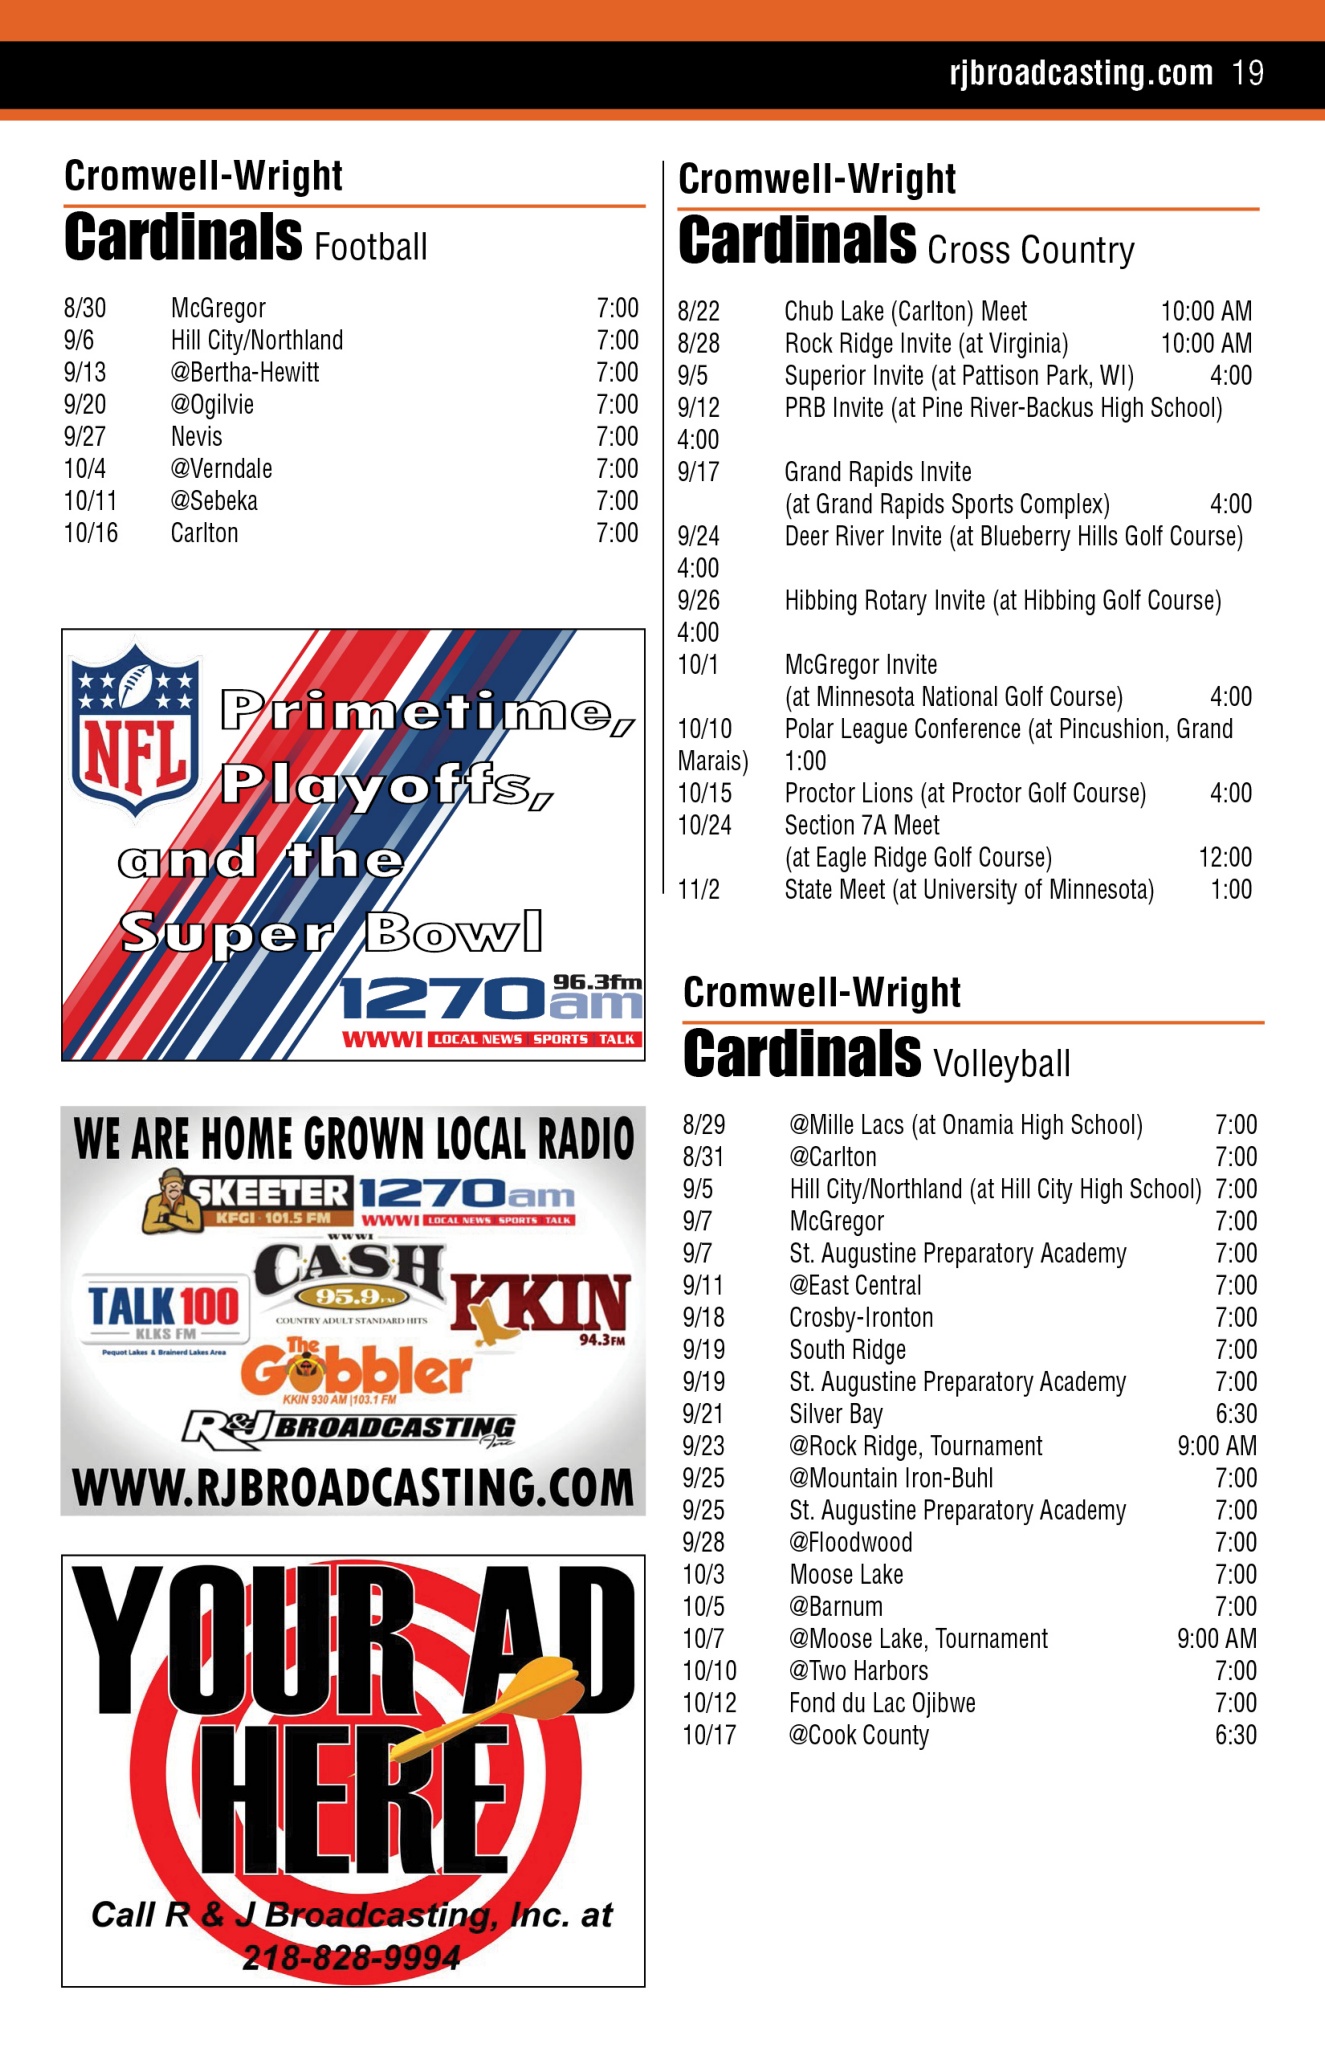 rjbroadcasting.com 19
Cromwell-Wright
Cardinals Football
8/30 McGregor 7:00
9/6 Hill City/Northland 7:00
9/13 @Bertha-Hewitt 7:00
9/20 @Ogilvie 7:00
9/27 Nevis 7:00
10/4 @Verndale 7:00
10/11 @Sebeka 7:00
10/16 Carlton 7:00
NFL
Primetime,
Playoffs,
and the
Super Bowl
1270 am 96.3fm
WWWI LOCAL NEWS SPORTS TALK
WE ARE HOME GROWN LOCAL RADIO
SKEETER
KFGI · 101.5 FM
1270am
WWWI LOCAL NEWS SPORTS TALK
WWWI
CASH
95.9 FM
COUNTRY ADULT STANDARD HITS
TALK 100
KLKS FM
Pequot Lakes & Brainerd Lakes Area
KKIN
94.3FM
The
Gobbler
KKIN 930 AM |103.1 FM
R&J BROADCASTING
Inc
WWW.RJBROADCASTING.COM
YOUR AD
HERE
Call R & J Broadcasting, Inc. at
218-828-9994
Cromwell-Wright
Cardinals Cross Country
8/22 Chub Lake (Carlton) Meet 10:00 AM
8/28 Rock Ridge Invite (at Virginia) 10:00 AM
9/5 Superior Invite (at Pattison Park, WI) 4:00
9/12 PRB Invite (at Pine River-Backus High School)
4:00
9/17 Grand Rapids Invite
(at Grand Rapids Sports Complex) 4:00
9/24 Deer River Invite (at Blueberry Hills Golf Course)
4:00
9/26 Hibbing Rotary Invite (at Hibbing Golf Course)
4:00
10/1 McGregor Invite
(at Minnesota National Golf Course) 4:00
10/10 Polar League Conference (at Pincushion, Grand
Marais) 1:00
10/15 Proctor Lions (at Proctor Golf Course) 4:00
10/24 Section 7A Meet
(at Eagle Ridge Golf Course) 12:00
11/2 State Meet (at University of Minnesota) 1:00
Cromwell-Wright
Cardinals Volleyball
8/29 @Mille Lacs (at Onamia High School) 7:00
8/31 @Carlton 7:00
9/5 Hill City/Northland (at Hill City High School) 7:00
9/7 McGregor 7:00
9/7 St. Augustine Preparatory Academy 7:00
9/11 @East Central 7:00
9/18 Crosby-Ironton 7:00
9/19 South Ridge 7:00
9/19 St. Augustine Preparatory Academy 7:00
9/21 Silver Bay 6:30
9/23 @Rock Ridge, Tournament 9:00 AM
9/25 @Mountain Iron-Buhl 7:00
9/25 St. Augustine Preparatory Academy 7:00
9/28 @Floodwood 7:00
10/3 Moose Lake 7:00
10/5 @Barnum 7:00
10/7 @Moose Lake, Tournament 9:00 AM
10/10 @Two Harbors 7:00
10/12 Fond du Lac Ojibwe 7:00
10/17 @Cook County 6:30